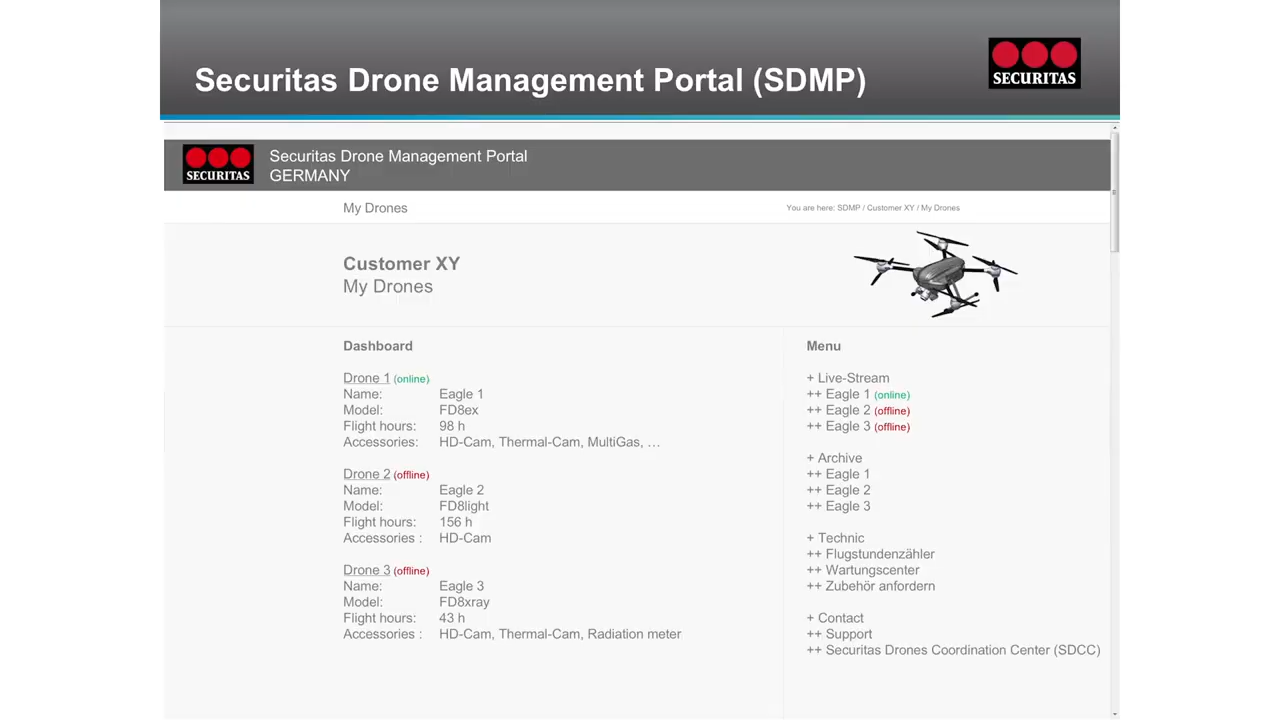 Securitas Drone Management Portal (SDMP)
SECURITAS
SECURITAS
Securitas Drone Management Portal
GERMANY
My Drones
You are here: SDMP / Customer XY / My Drones
Customer XY
My Drones
Dashboard
Drone 1 (online)
Name: Eagle 1
Model: FD8ex
Flight hours: 98 h
Accessories: HD-Cam, Thermal-Cam, MultiGas, …
Drone 2 (offline)
Name: Eagle 2
Model: FD8light
Flight hours: 156 h
Accessories : HD-Cam
Drone 3 (offline)
Name: Eagle 3
Model: FD8xray
Flight hours: 43 h
Accessories : HD-Cam, Thermal-Cam, Radiation meter
Menu
+ Live-Stream
++ Eagle 1 (online)
++ Eagle 2 (offline)
++ Eagle 3 (offline)
+ Archive
++ Eagle 1
++ Eagle 2
++ Eagle 3
+ Technic
++ Flugstundenzähler
++ Wartungscenter
++ Zubehör anfordern
+ Contact
++ Support
++ Securitas Drones Coordination Center (SDCC)